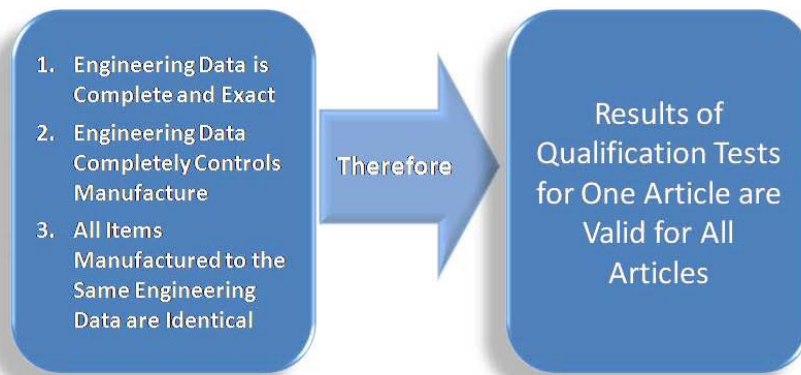 1. Engineering Data is
Complete and Exact
2. Engineering Data
Completely Controls
Manufacture
3. All Items
Manufactured to the
Same Engineering
Data are Identical
Therefore
Results of
Qualification Tests
for One Article are
Valid for All
Articles